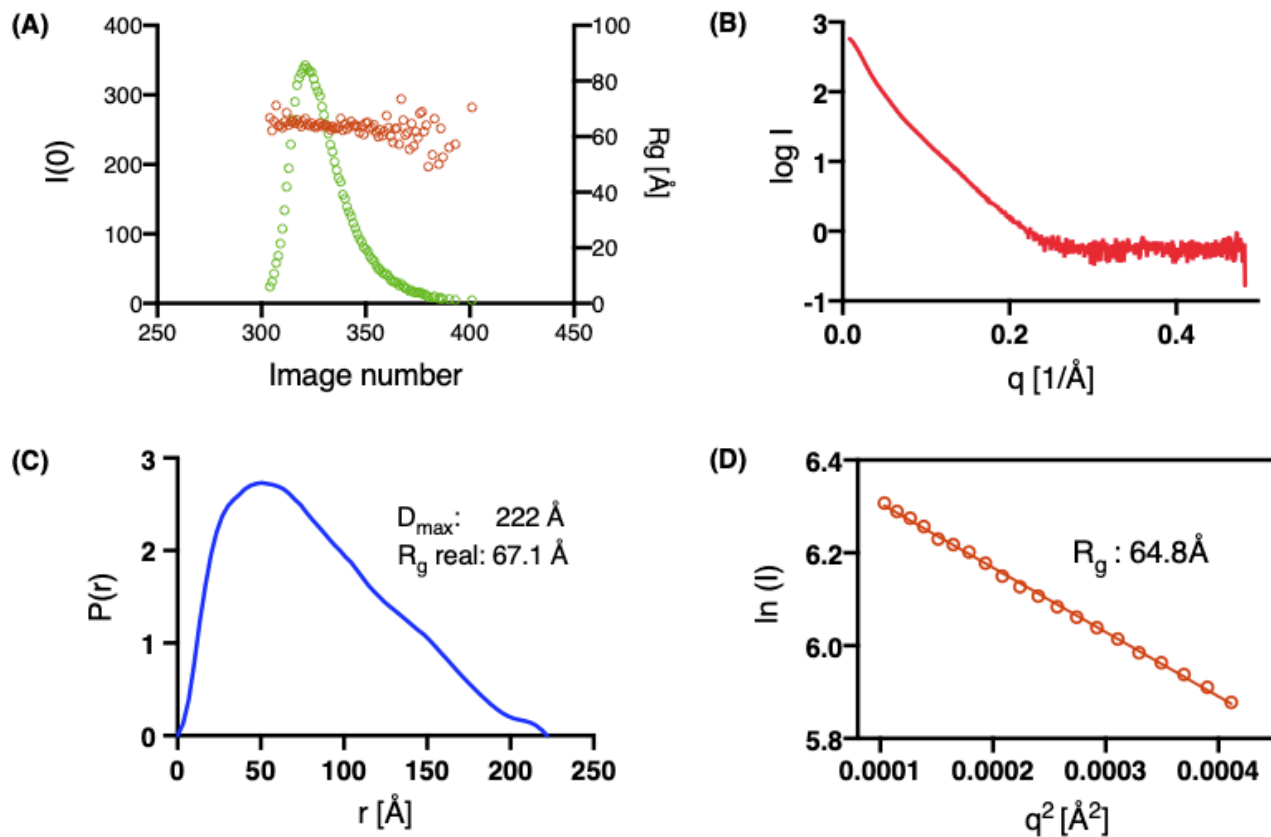 (A)
400
300
200
100
0
I(0)
100
80
60
40
20
0
Rg [Å]
250
300
350
400
450
Image number
(B)
3
2
1
0
-1
log I
0.0
0.2
0.4
q [1/Å]
(C)
3
2
1
0
P(r)
D_max: 222 Å
R_g real: 67.1 Å
0
50
100
150
200
250
r [Å]
(D)
6.4
6.2
6.0
5.8
ln (I)
R_g : 64.8Å
0.0001
0.0002
0.0003
0.0004
q² [Å²]